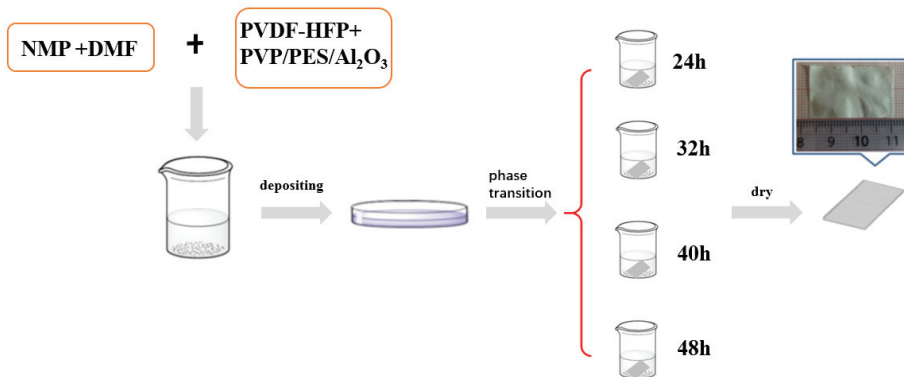 NMP +DMF
+
PVDF-HFP+
PVP/PES/Al₂O₃
24h
32h
40h
48h
depositing
phase
transition
dry
8 9 10 11